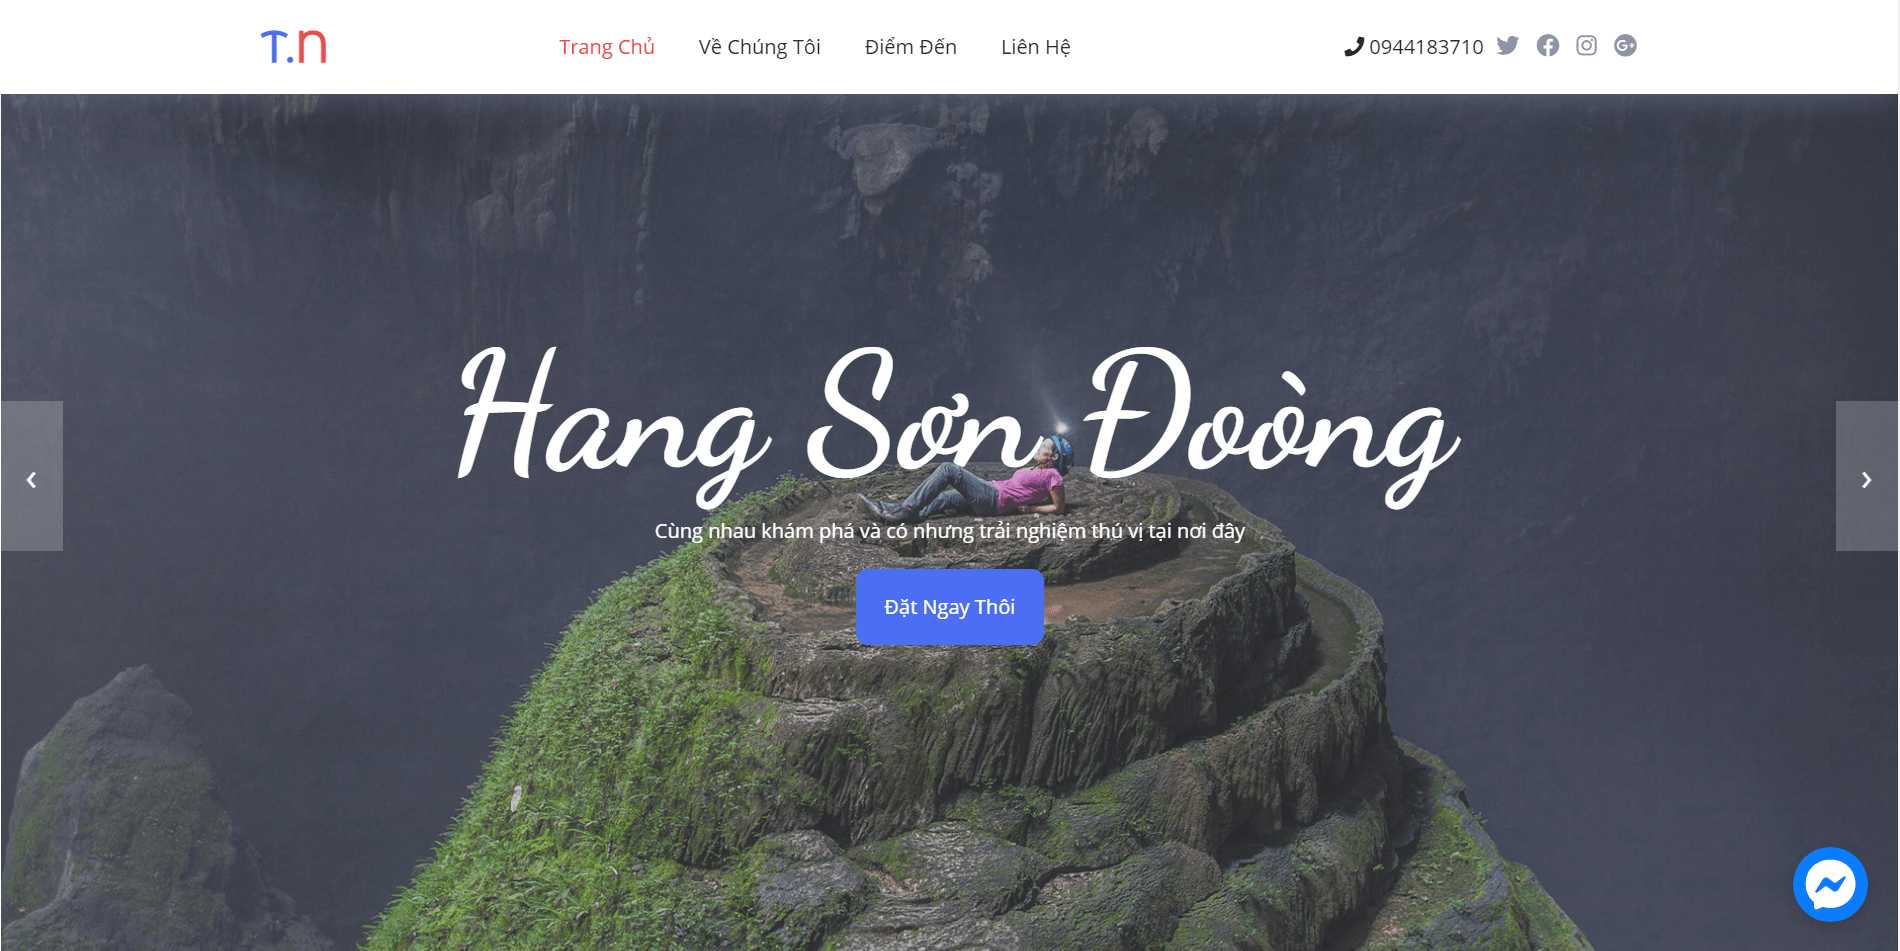 T.n
Trang Chủ
Về Chúng Tôi
Điểm Đến
Liên Hệ
0944183710
Hang Sơn Đoòng
Cùng nhau khám phá và có nhưng trải nghiệm thú vị tại nơi đây
Đặt Ngay Thôi